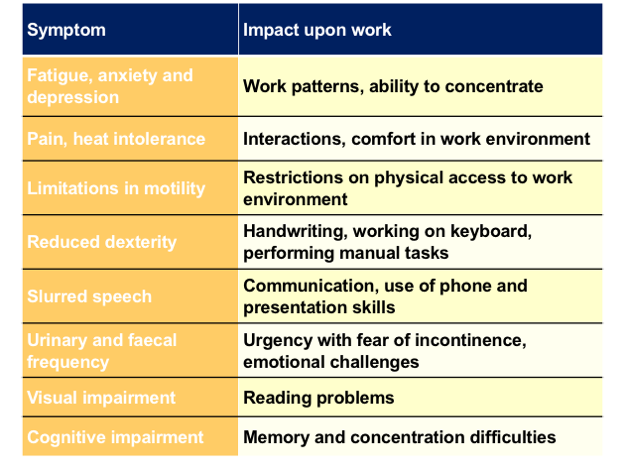 Symptom
Impact upon work
Fatigue, anxiety and
depression
Work patterns, ability to concentrate
Pain, heat intolerance
Interactions, comfort in work environment
Limitations in motility
Restrictions on physical access to work
environment
Reduced dexterity
Handwriting, working on keyboard,
performing manual tasks
Slurred speech
Communication, use of phone and
presentation skills
Urinary and faecal
frequency
Urgency with fear of incontinence,
emotional challenges
Visual impairment
Reading problems
Cognitive impairment
Memory and concentration difficulties